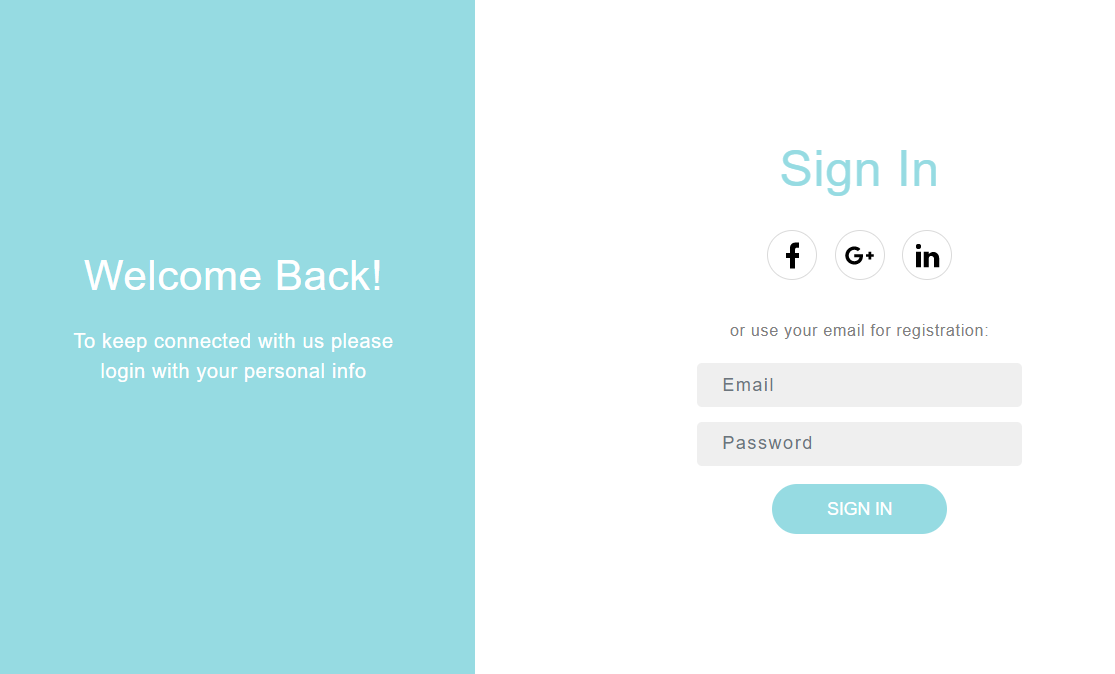 Welcome Back!
To keep connected with us please
login with your personal info
Sign In
f
G+
in
or use your email for registration:
Email
Password
SIGN IN